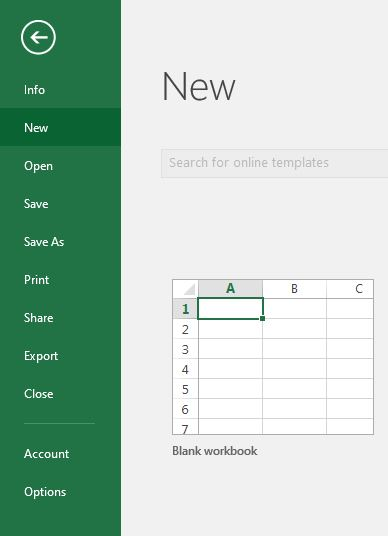 Info
New
Open
Save
Save As
Print
Share
Export
Close
Account
Options
New
Search for online templates
A B C
1
2
3
4
5
6
7
Blank workbook